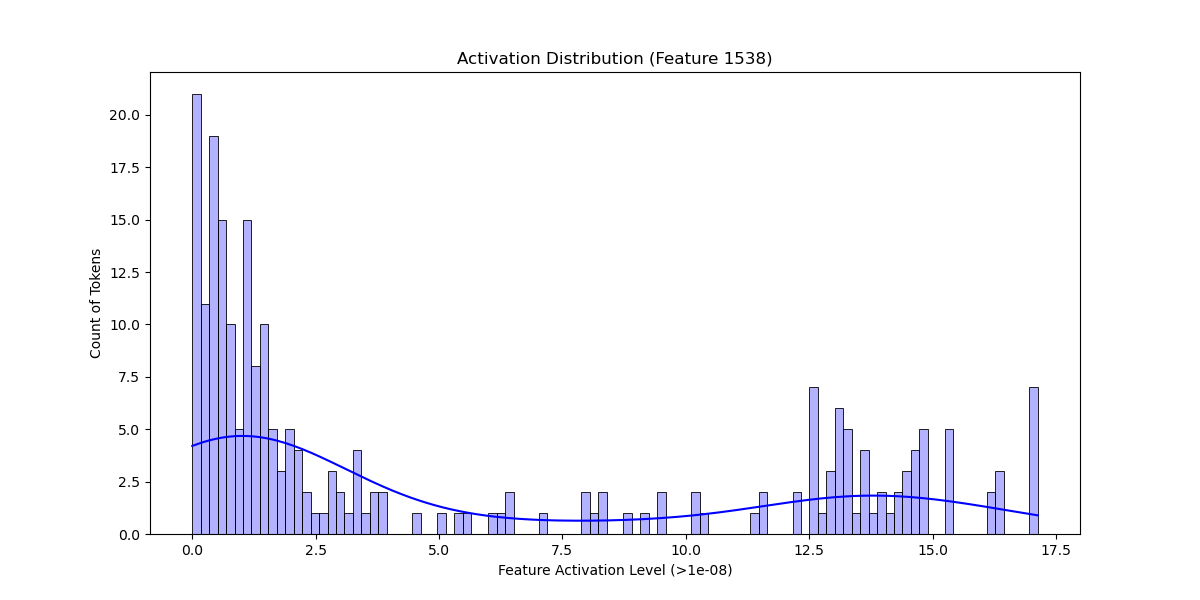 Activation Distribution (Feature 1538)
20.0
17.5
15.0
12.5
10.0
7.5
5.0
2.5
0.0
Count of Tokens
0.0 2.5 5.0 7.5 10.0 12.5 15.0 17.5
Feature Activation Level (>1e-08)